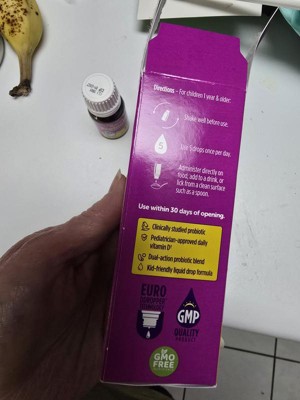 Directions – For children 1 year & older.
Shake well before use.
5
Use 5 drops once per day.
Administer directly on
food, add to a drink, or
lick from a clean surface
such as a spoon.
Use within 30 days of opening.
Clinically studied probiotic
Pediatrician-approved daily
vitamin D†
Dual-action probiotic blend
Kid-friendly liquid drop formula
EURO
DROPPER
GMP
QUALITY
PRODUCT
GMO
FREE